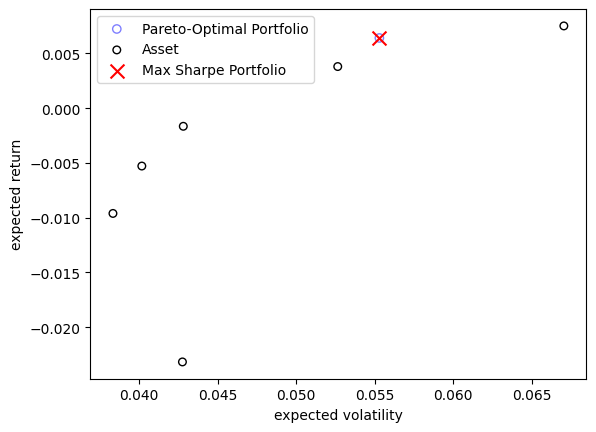 Pareto-Optimal Portfolio
Asset
Max Sharpe Portfolio
0.005
0.000
−0.005
−0.010
−0.015
−0.020
expected return
0.040 0.045 0.050 0.055 0.060 0.065
expected volatility